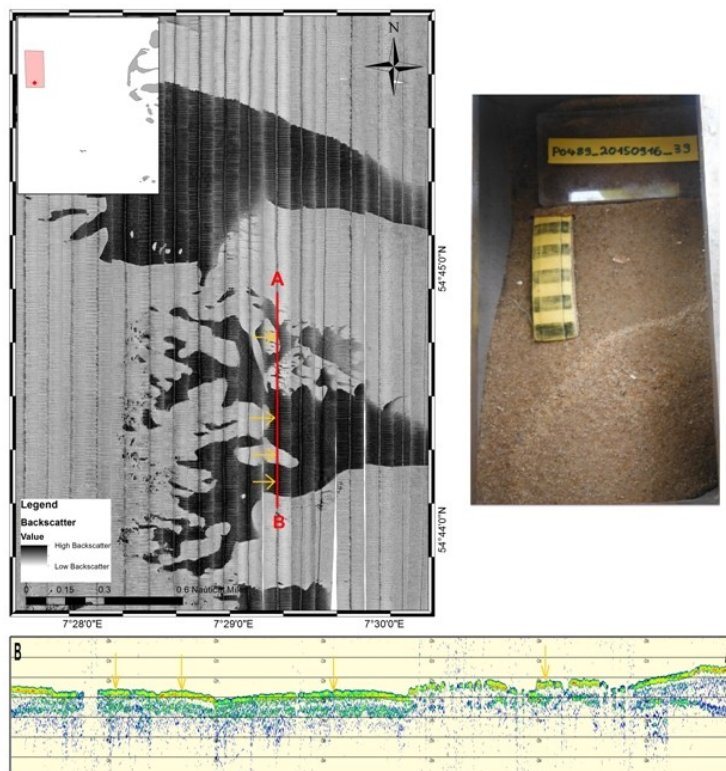 N
P0489_20150916_39
54°45'0"N
A
Legend
Backscatter
Value
High Backscatter
Low Backscatter
B
54°44'0"N
0 0.15 0.3 0.6 Nautical Miles
7°28'0"E 7°29'0"E 7°30'0"E
B